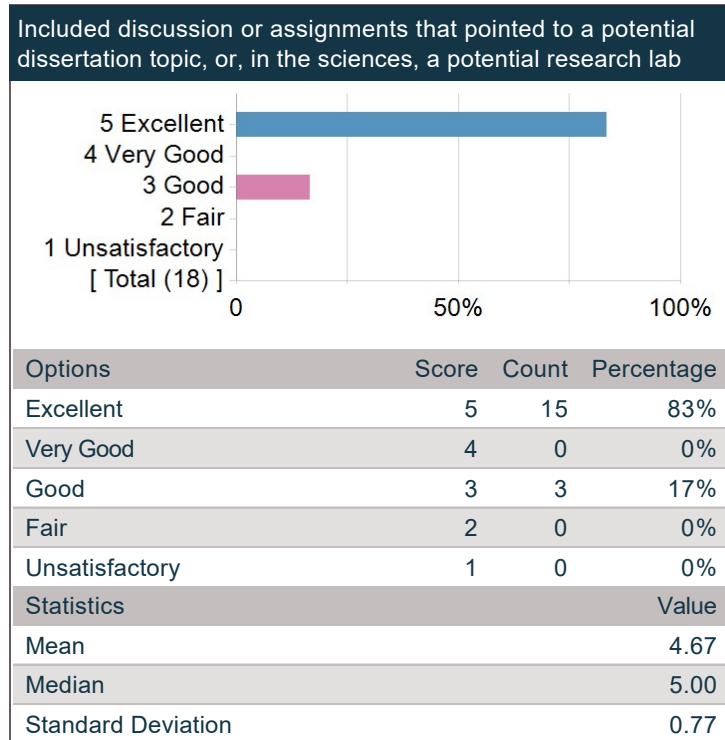 Included discussion or assignments that pointed to a potential
dissertation topic, or, in the sciences, a potential research lab
5 Excellent
4 Very Good
3 Good
2 Fair
1 Unsatisfactory
[ Total (18) ]
0 50% 100%
Options Score Count Percentage
Excellent 5 15 83%
Very Good 4 0 0%
Good 3 3 17%
Fair 2 0 0%
Unsatisfactory 1 0 0%
Statistics Value
Mean 4.67
Median 5.00
Standard Deviation 0.77